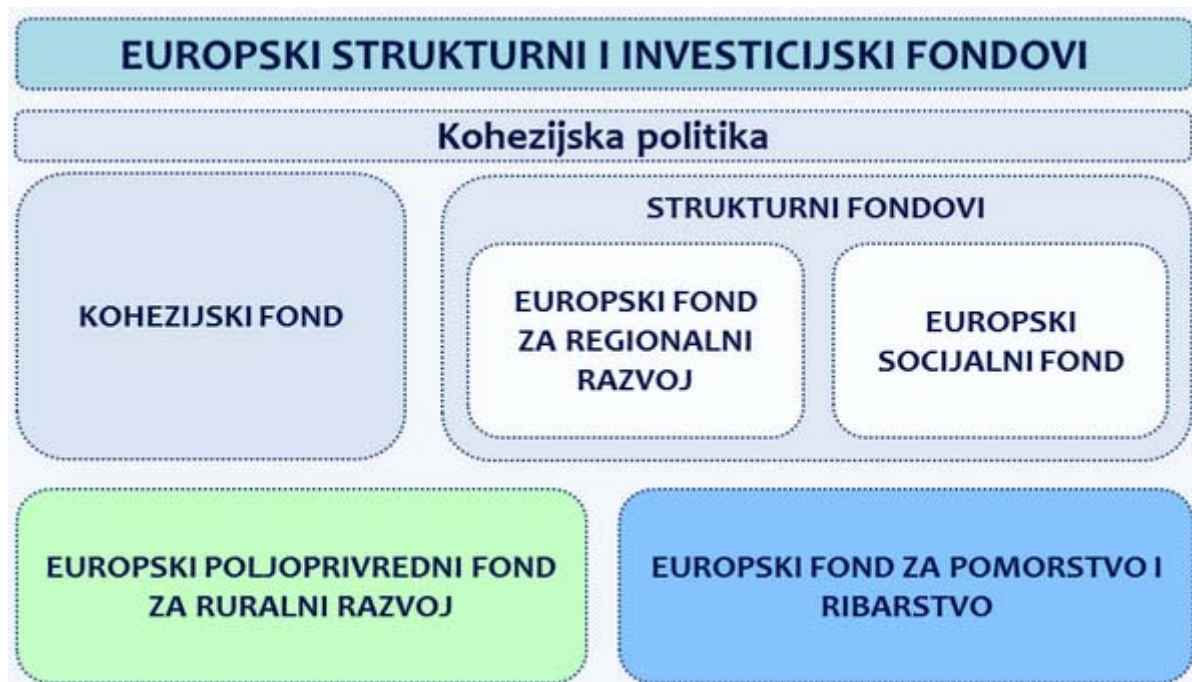 EUROPSKI STRUKTURNI I INVESTICIJSKI FONDOVI
Kohezijska politika
KOHEZIJSKI FOND
STRUKTURNI FONDOVI
EUROPSKI FOND
ZA REGIONALNI
RAZVOJ
EUROPSKI
SOCIJALNI FOND
EUROPSKI POLJOPRIVREDNI FOND
ZA RURALNI RAZVOJ
EUROPSKI FOND ZA POMORSTVO I
RIBARSTVO